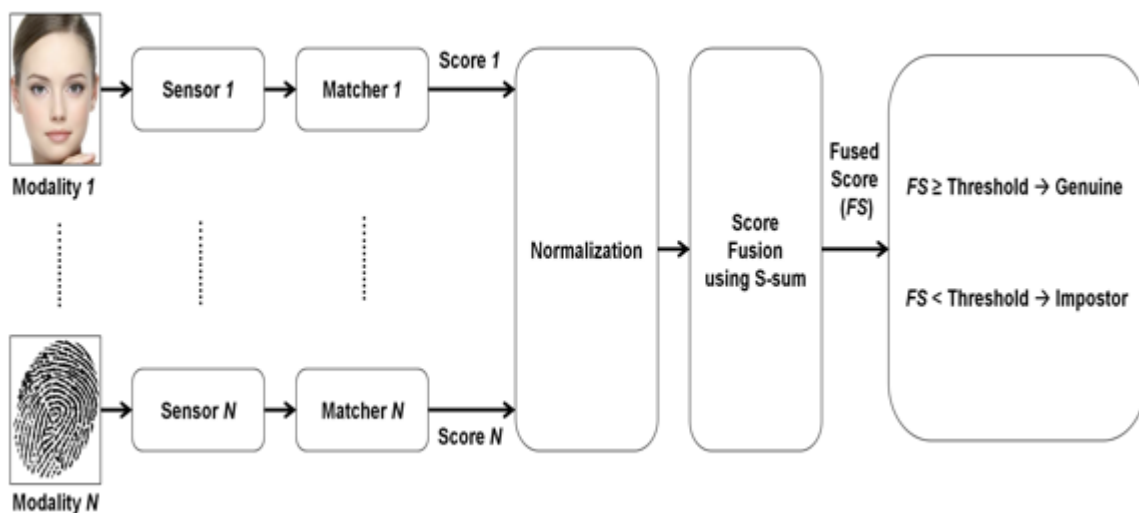 Modality 1
Sensor 1
Matcher 1
Score 1
Modality N
Sensor N
Matcher N
Score N
Normalization
Score
Fusion
using S-sum
Fused
Score
(FS)
FS ≥ Threshold → Genuine
FS < Threshold → Impostor